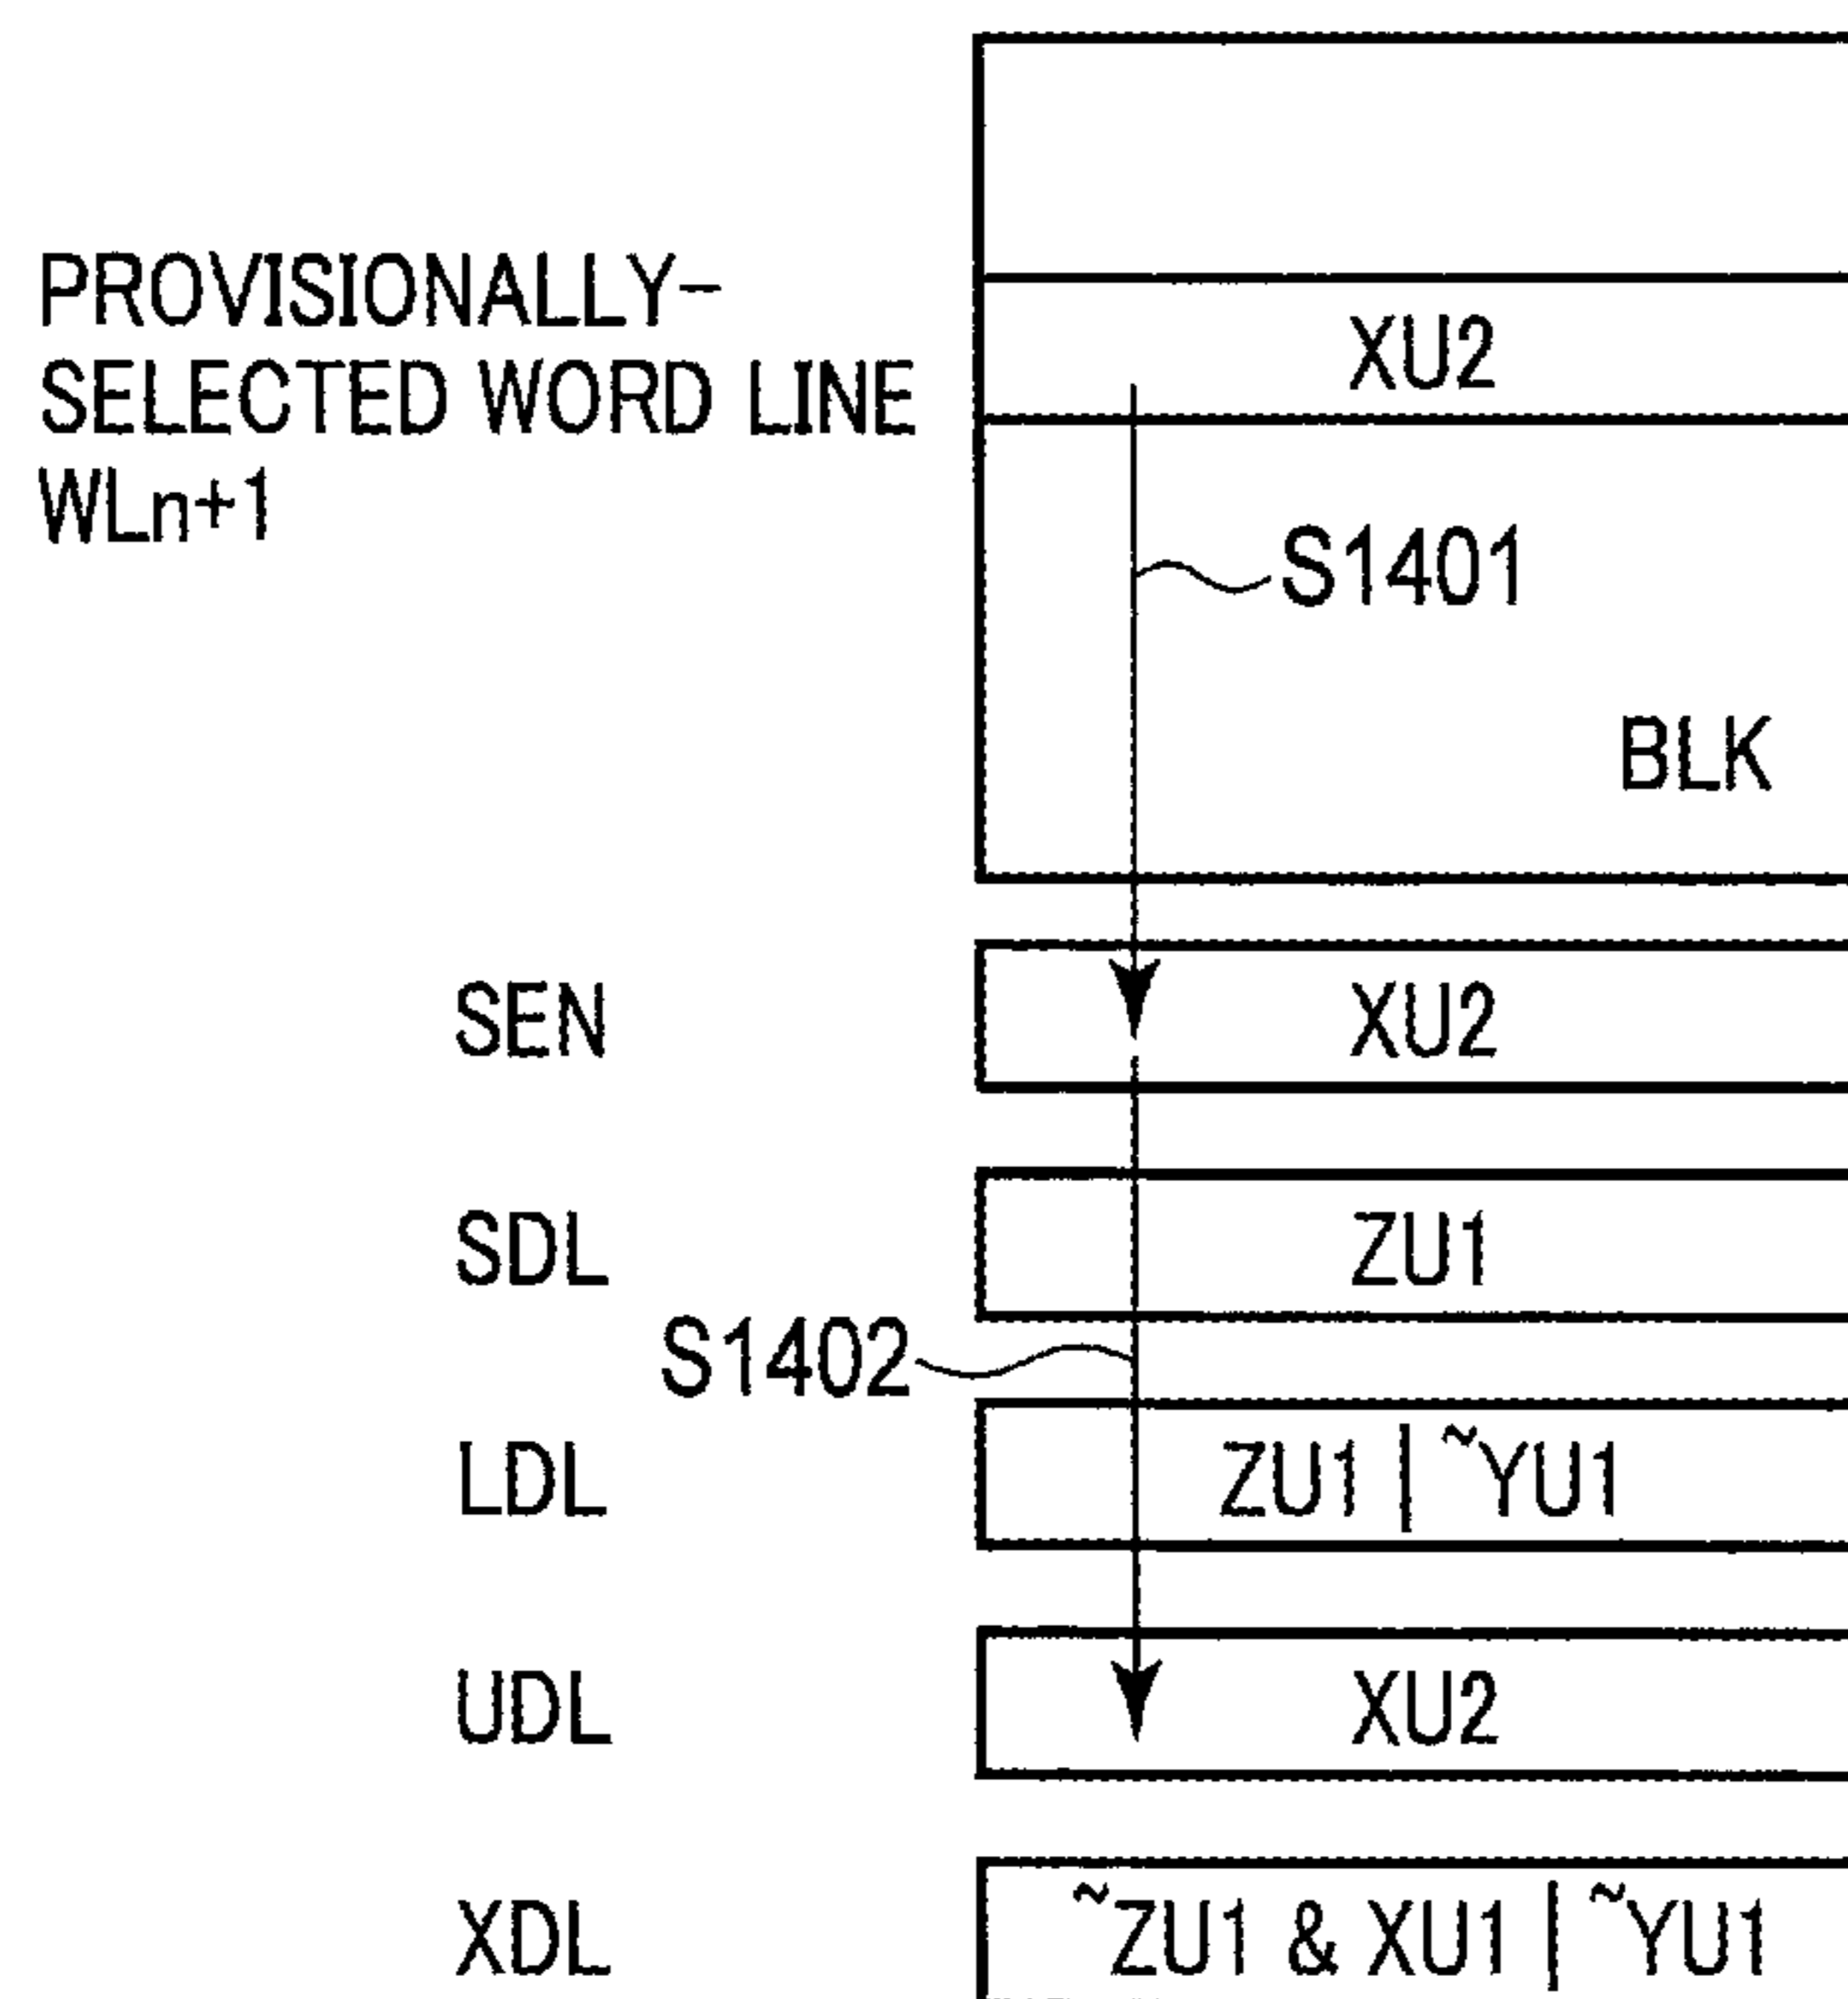 PROVISIONALLY-
SELECTED WORD LINE
WLn+1
XU2
S1401
BLK
SEN
XU2
SDL
ZU1
S1402
LDL
ZU1 | ~YU1
UDL
XU2
XDL
~ZU1 & XU1 | ~YU1